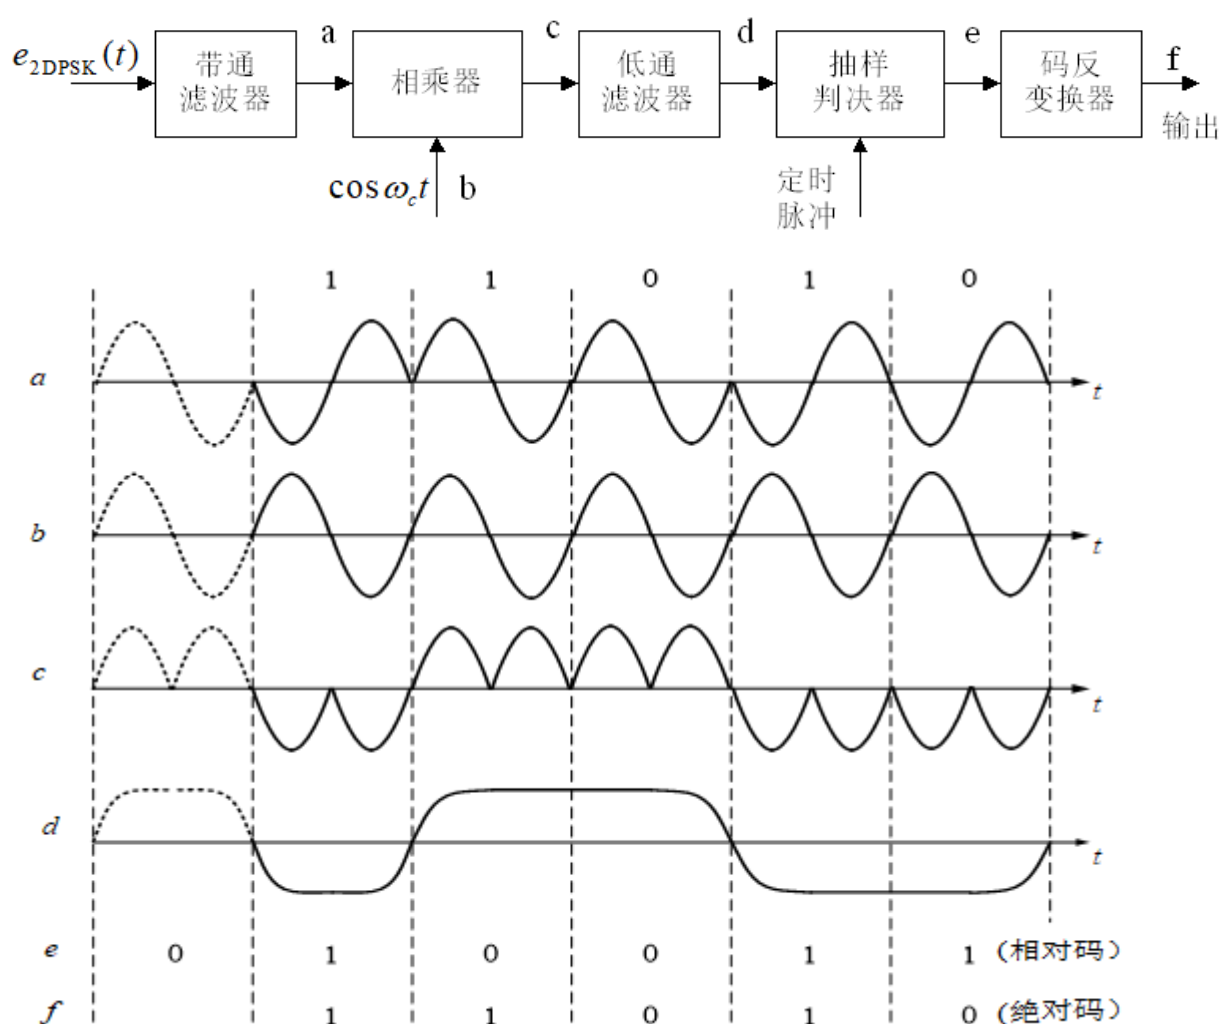 e2DPSK(t)
带通
滤波器
a
相乘器
c
低通
滤波器
d
抽样
判决器
e
码反
变换器
f
输出
cos ωct
b
定时
脉冲
1 1 0 1 0
a
t
b
t
c
t
d
t
e 0 1 0 0 1 1 (相对码)
f 1 1 0 1 0 (绝对码)